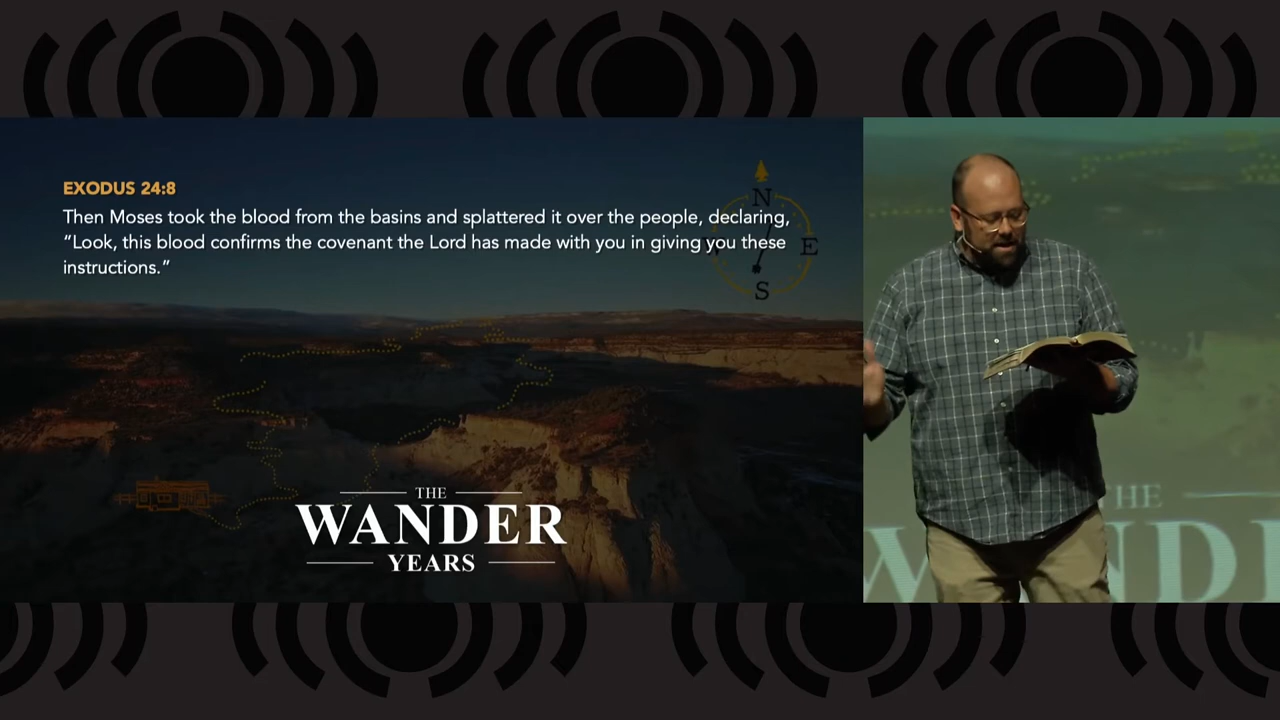 EXODUS 24:8
Then Moses took the blood from the basins and splattered it over the people, declaring,
“Look, this blood confirms the covenant the Lord has made with you in giving you these
instructions.”
N
E
S
THE
WANDER
YEARS
HE
WANDE